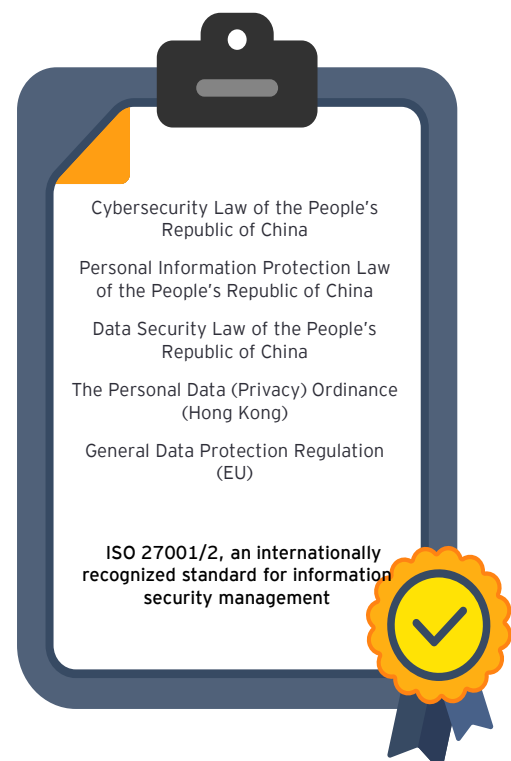 Cybersecurity Law of the People's
Republic of China
Personal Information Protection Law
of the People's Republic of China
Data Security Law of the People's
Republic of China
The Personal Data (Privacy) Ordinance
(Hong Kong)
General Data Protection Regulation
(EU)
ISO 27001/2, an internationally
recognized standard for information
security management